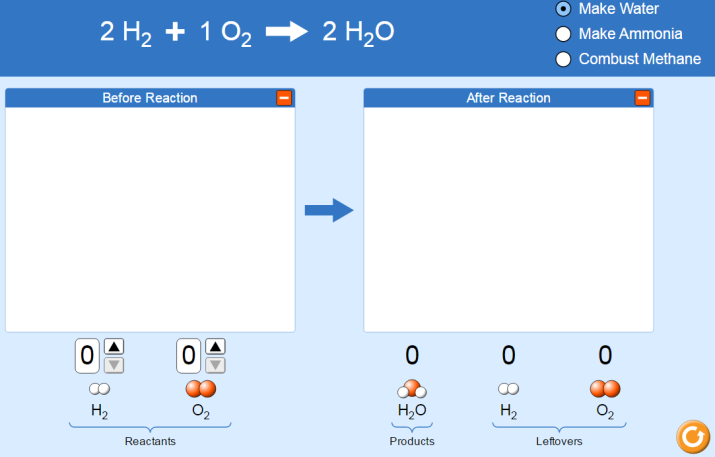 2 H₂ + 1 O₂ → 2 H₂O
Make Water
Make Ammonia
Combust Methane
Before Reaction
After Reaction
0
0
0
0
0
H₂
O₂
H₂O
H₂
O₂
Reactants
Products
Leftovers